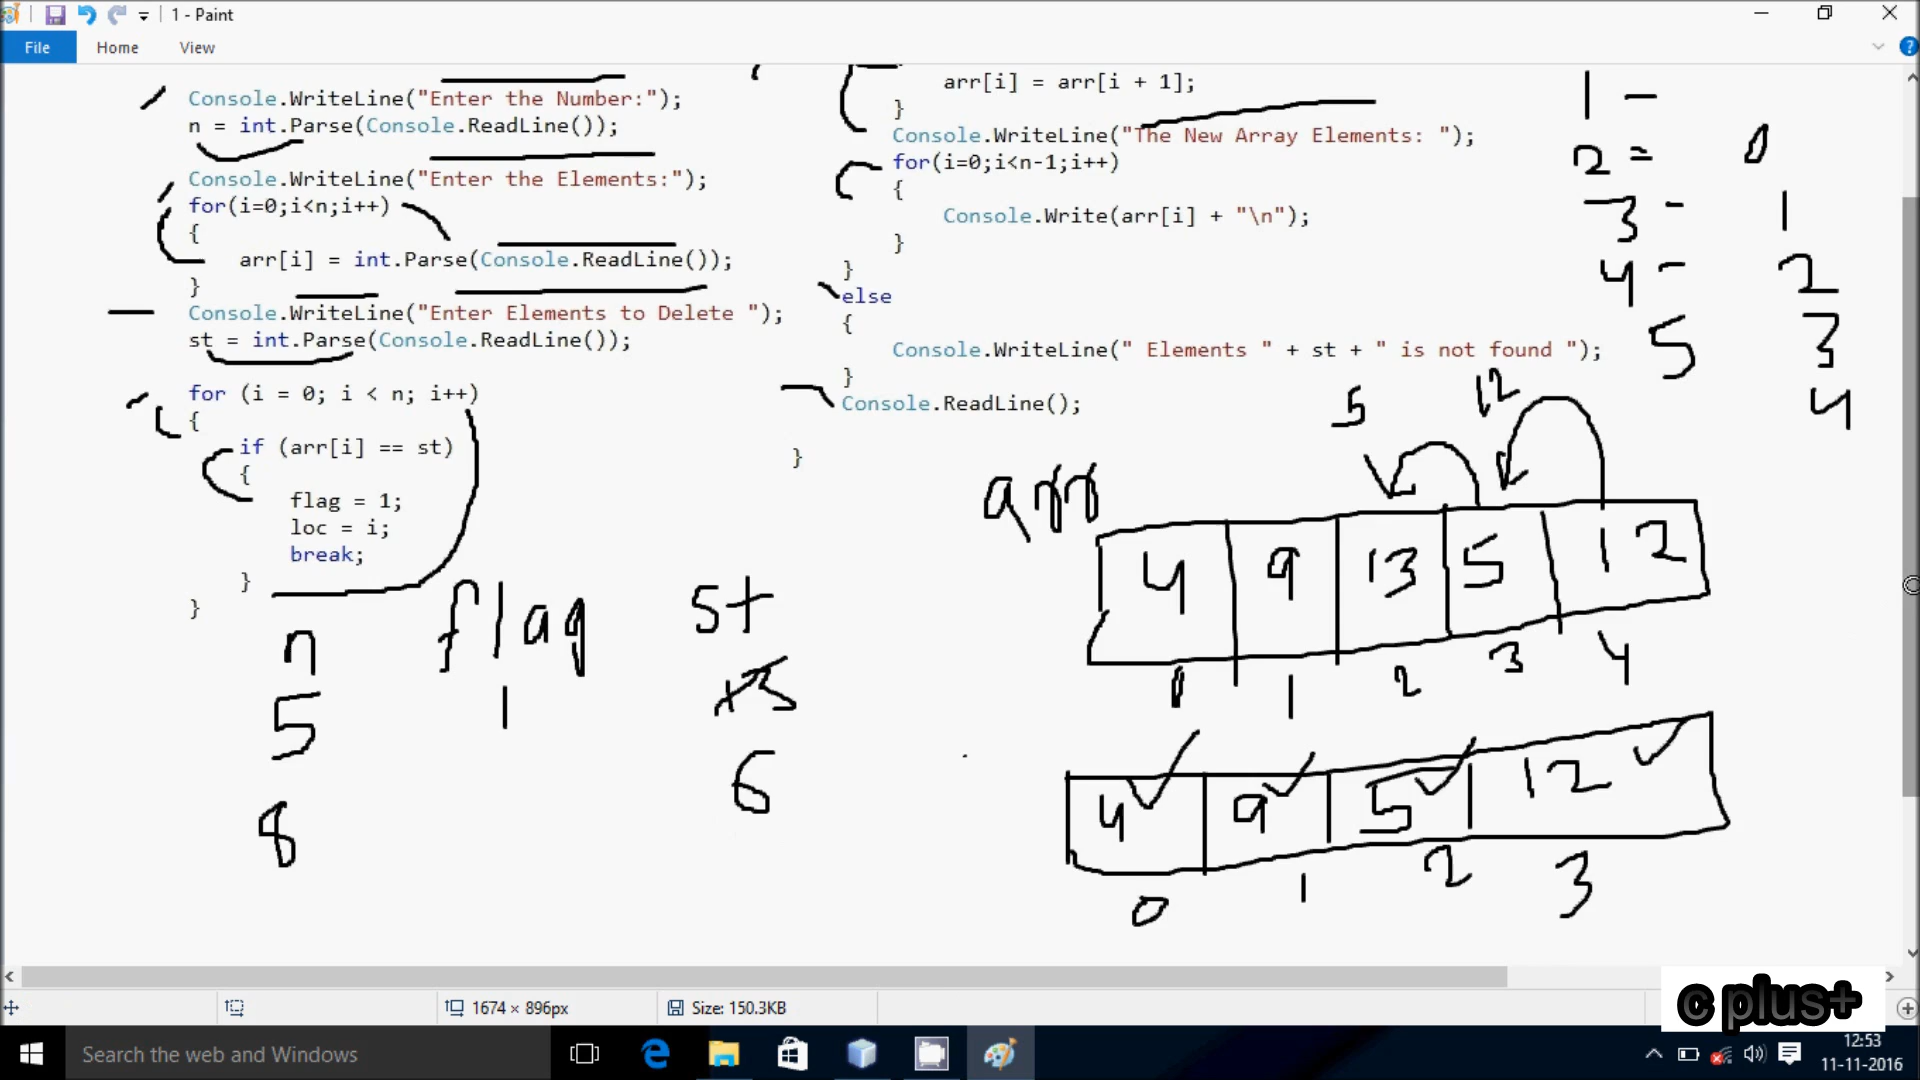 1 - Paint
File Home View
Console.WriteLine("Enter the Number:");
n = int.Parse(Console.ReadLine());
Console.WriteLine("Enter the Elements:");
for(i=0;i<n;i++)
{
arr[i] = int.Parse(Console.ReadLine());
}
Console.WriteLine("Enter Elements to Delete ");
st = int.Parse(Console.ReadLine());
for (i = 0; i < n; i++)
{
if (arr[i] == st)
{
flag = 1;
loc = i;
break;
}
}
n flag st
5 1
6
8
arr[i] = arr[i + 1];
}
Console.WriteLine("The New Array Elements: ");
for(i=0;i<n-1;i++)
{
Console.Write(arr[i] + "\n");
}
}
else
{
Console.WriteLine(" Elements " + st + " is not found ");
}
Console.ReadLine();
}
1 -
2 = 0
3 - 1
4 - 2
5 3
4
5 12
arr
4 9 13 5 12
0 1 2 3 4
4 9 5 12
0 1 2 3
1674 × 896px Size: 150.3KB
c plus+
Search the web and Windows
12:53
11-11-2016